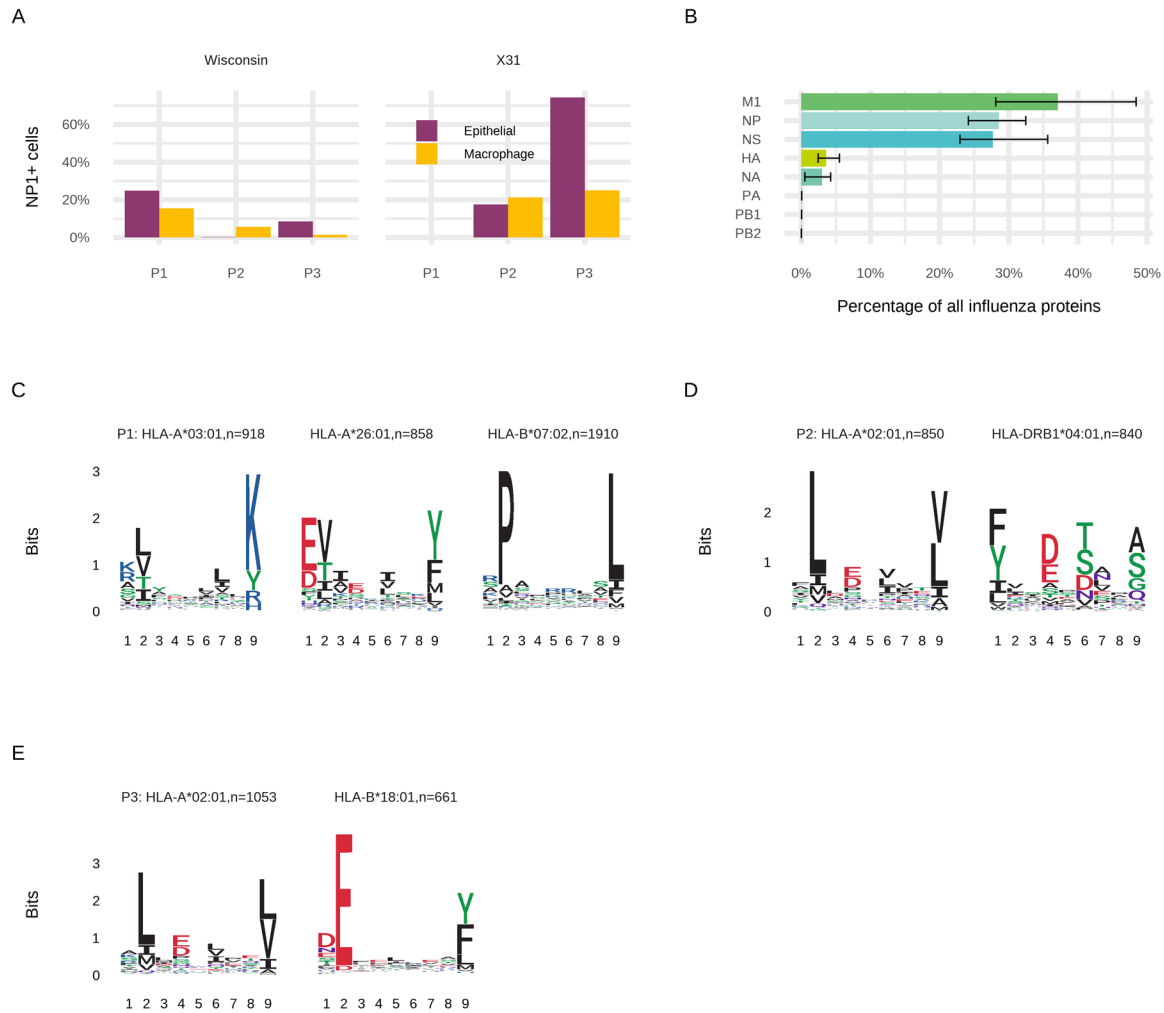 A
B
Wisconsin
X31
NP1+ cells
60%
40%
20%
0%
Epithelial
Macrophage
P1
P2
P3
P1
P2
P3
M1
NP
NS
HA
NA
PA
PB1
PB2
0%
10%
20%
30%
40%
50%
Percentage of all influenza proteins
C
D
P1: HLA-A*03:01,n=918
HLA-A*26:01,n=858
HLA-B*07:02,n=1910
P2: HLA-A*02:01,n=850
HLA-DRB1*04:01,n=840
Bits
3
2
1
0
1 2 3 4 5 6 7 8 9
1 2 3 4 5 6 7 8 9
1 2 3 4 5 6 7 8 9
Bits
2
1
0
1 2 3 4 5 6 7 8 9
1 2 3 4 5 6 7 8 9
E
P3: HLA-A*02:01,n=1053
HLA-B*18:01,n=661
Bits
3
2
1
0
1 2 3 4 5 6 7 8 9
1 2 3 4 5 6 7 8 9